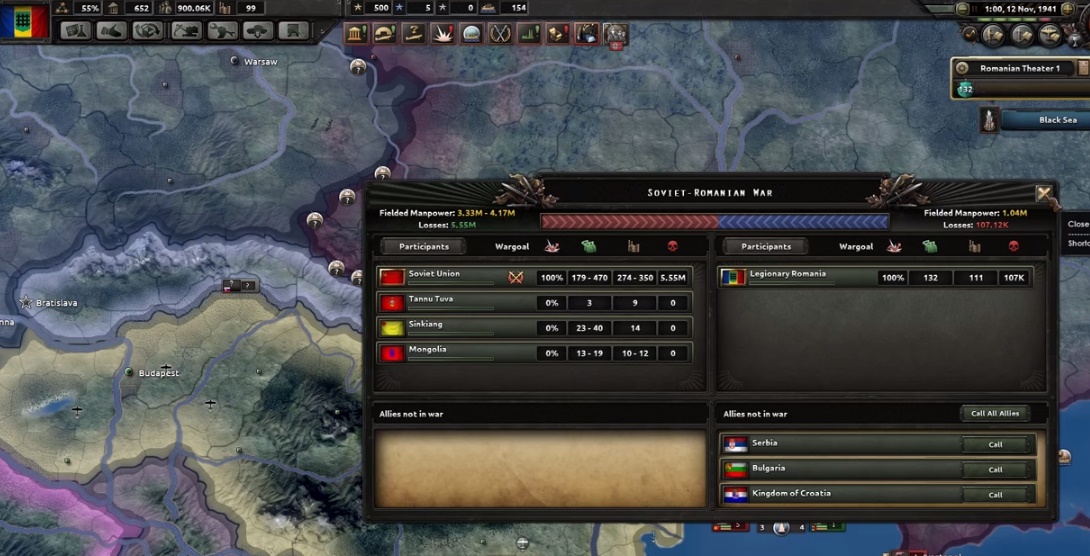 55% 652 900.06K 99 500 5 0 154 1:00, 12 Nov, 1941
Warsaw
Romanian Theater 1
132
Black Sea
Soviet-Romanian War
Fielded Manpower: 3.33M - 4.17M Fielded Manpower: 1.04M
Losses: 5.55M Losses: 107.12K
Close
Participants Wargoal Participants Wargoal
Soviet Union 100% 179 - 470 274 - 350 5.55M Legionary Romania 100% 132 111 107K
Tannu Tuva 0% 3 9 0
Sinkiang 0% 23 - 40 14 0
Mongolia 0% 13 - 19 10 - 12 0
Bratislava
Budapest
Allies not in war Allies not in war Call All Allies
Serbia Call
Bulgaria Call
Kingdom of Croatia Call
3 4